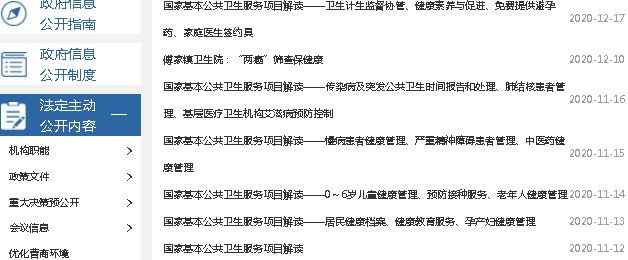 政府信息
公开指南
政府信息
公开制度
法定主动
公开内容
机构职能
政策文件
重大决策预公开
会议信息
优化营商环境
国家基本公共卫生服务项目解读——卫生计生监督协管、健康素养与促进、免费提供避孕
药、家庭医生签约具
2020-12-17
傅家镇卫生院：“两癌”筛查保健康
2020-12-10
国家基本公共卫生服务项目解读——传染病及突发公共卫生时间报告和处理、肺结核患者管
理、基层医疗卫生机构艾滋病预防控制
2020-11-16
国家基本公共卫生服务项目解读——慢病患者健康管理、严重精神障碍患者管理、中医药健
康管理
2020-11-15
国家基本公共卫生服务项目解读——0～6岁儿童健康管理、预防接种服务、老年人健康管理
2020-11-14
国家基本公共卫生服务项目解读——居民健康档案、健康教育服务、孕产妇健康管理
2020-11-13
国家基本公共卫生服务项目解读
2020-11-12